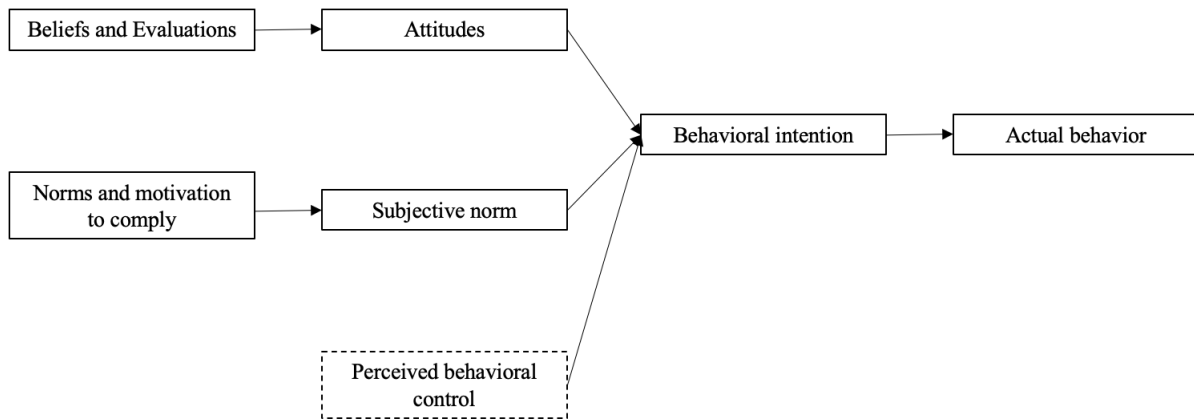 Beliefs and Evaluations
Attitudes
Behavioral intention
Actual behavior
Norms and motivation
to comply
Subjective norm
Perceived behavioral
control